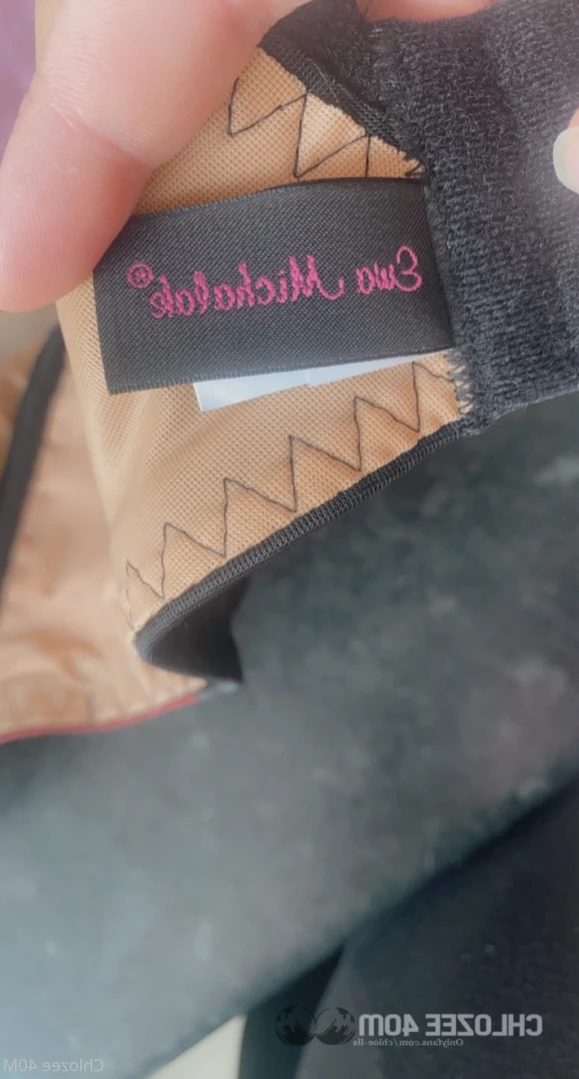 Ewa Michalak®
CHLOZEE 40M
Onlyfans.com/chloe-lls
Chlozee 40M